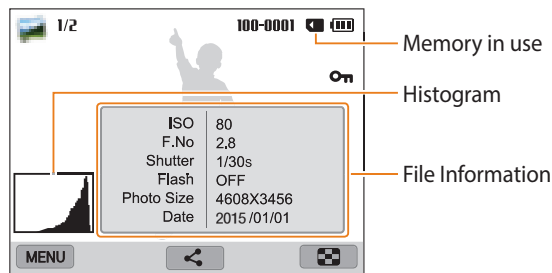 1/2
100-0001
Memory in use
Histogram
ISO 80
F.No 2.8
Shutter 1/30s
Flash OFF
Photo Size 4608X3456
Date 2015/01/01
File Information
MENU